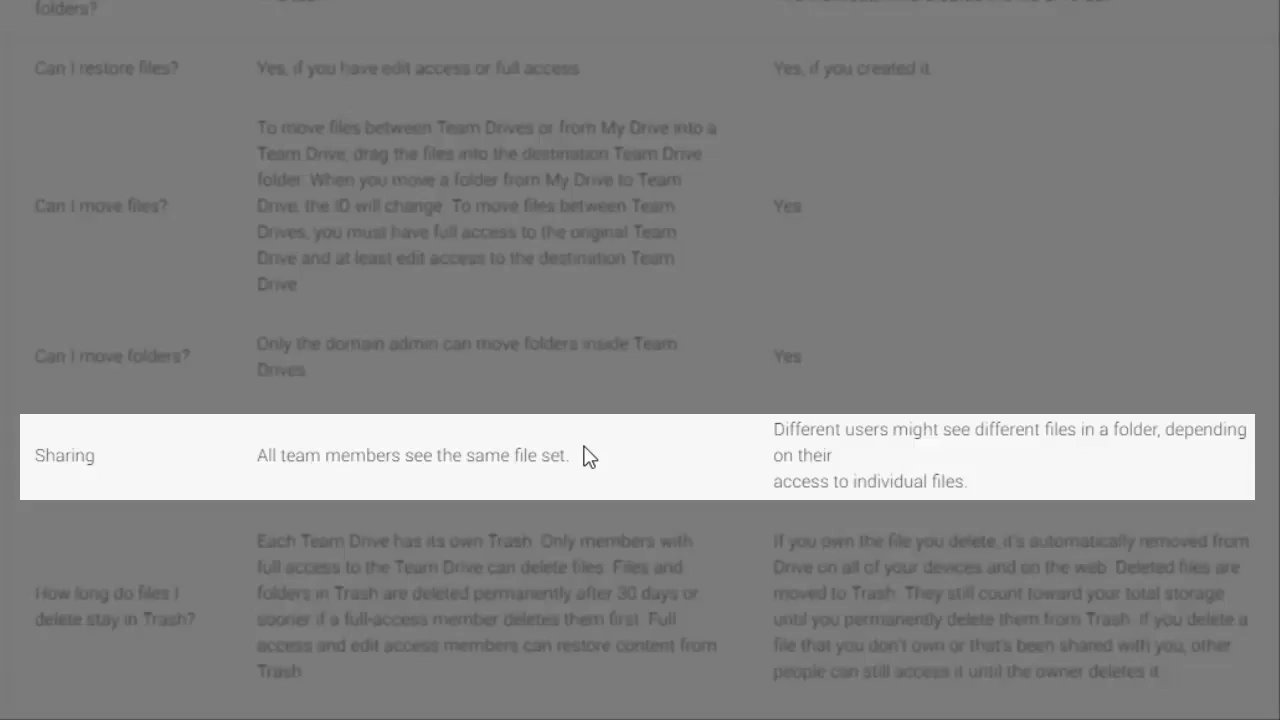 folders?
Can I restore files?
Yes, if you have edit access or full access
Yes, if you created it
Can I move files?
To move files between Team Drives or from My Drive into a
Team Drive, drag the files into the destination Team Drive
folder. When you move a folder from My Drive to Team
Drive, the ID will change. To move files between Team
Drives, you must have full access to the original Team
Drive and at least edit access to the destination Team
Drive
Yes
Can I move folders?
Only the domain admin can move folders inside Team
Drives
Yes
Sharing
All team members see the same file set.
Different users might see different files in a folder, depending
on their
access to individual files.
How long do files I
delete stay in Trash?
Each Team Drive has its own Trash. Only members with
full access to the Team Drive can delete files. Files and
folders in Trash are deleted permanently after 30 days or
sooner if a full-access member deletes them first. Full
access and edit access members can restore content from
Trash
If you own the file you delete, it's automatically removed from
Drive on all of your devices and on the web. Deleted files are
moved to Trash. They still count toward your total storage
until you permanently delete them from Trash. If you delete a
file that you don't own or that's been shared with you, other
people can still access it until the owner deletes it